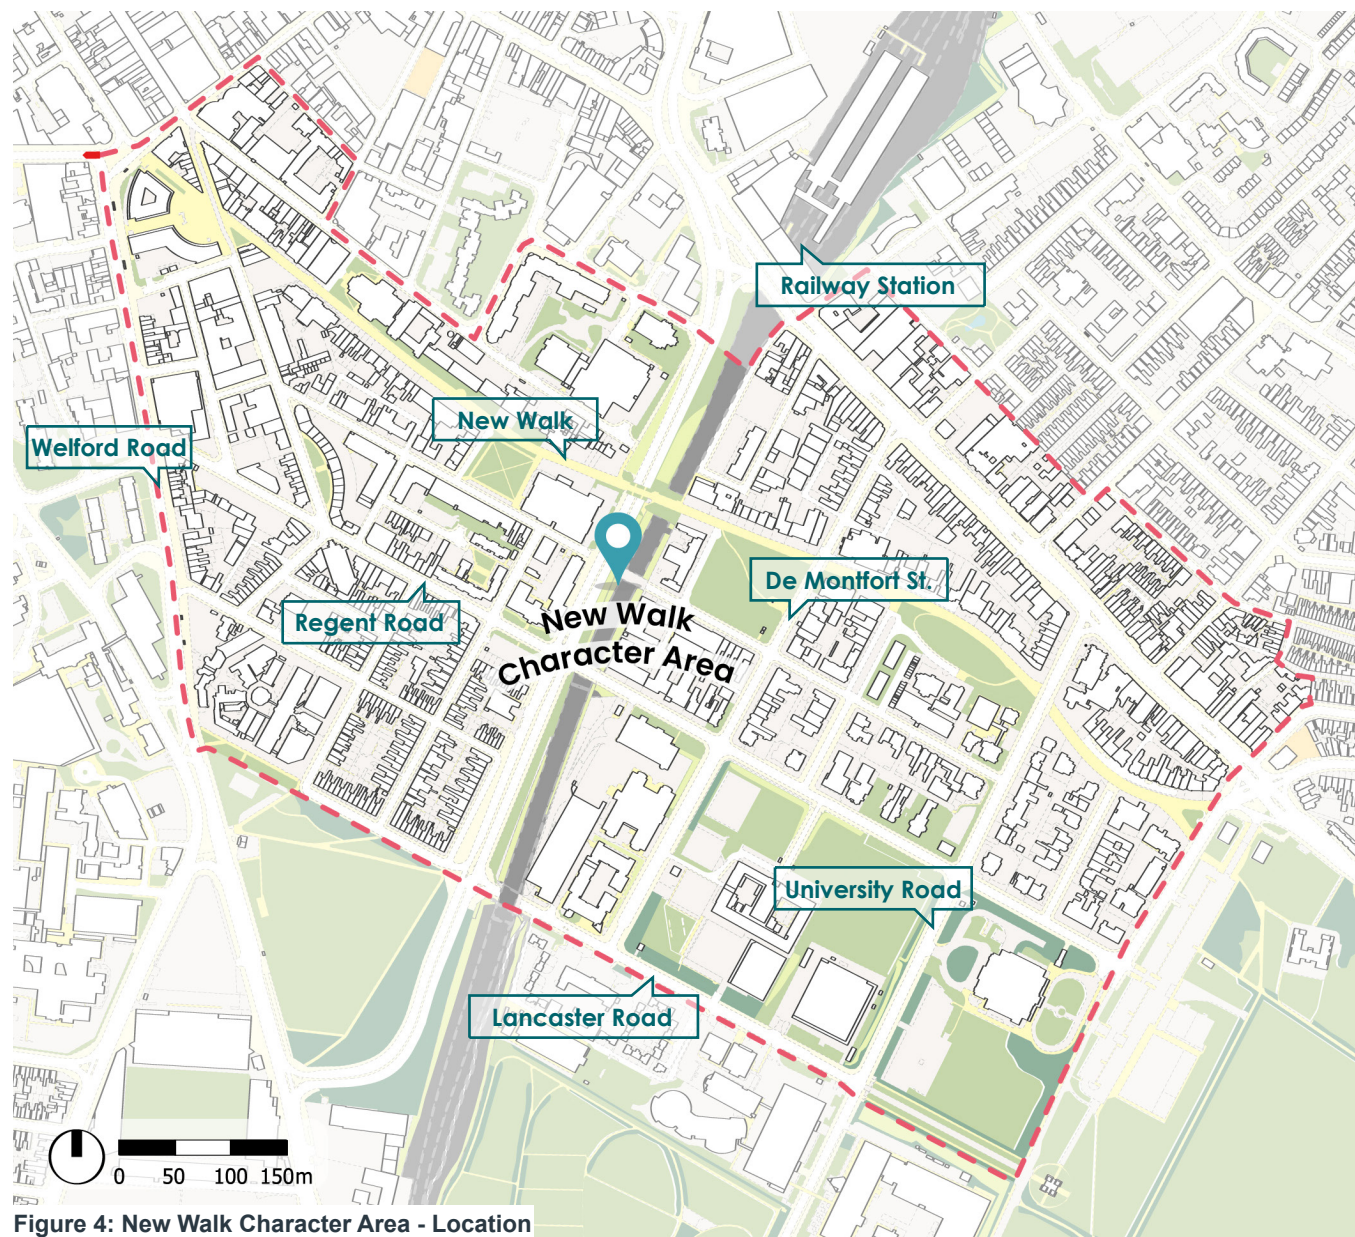 Railway Station
New Walk
Welford Road
De Montfort St.
Regent Road
New Walk
Character Area
University Road
Lancaster Road
0 50 100 150m
Figure 4: New Walk Character Area - Location